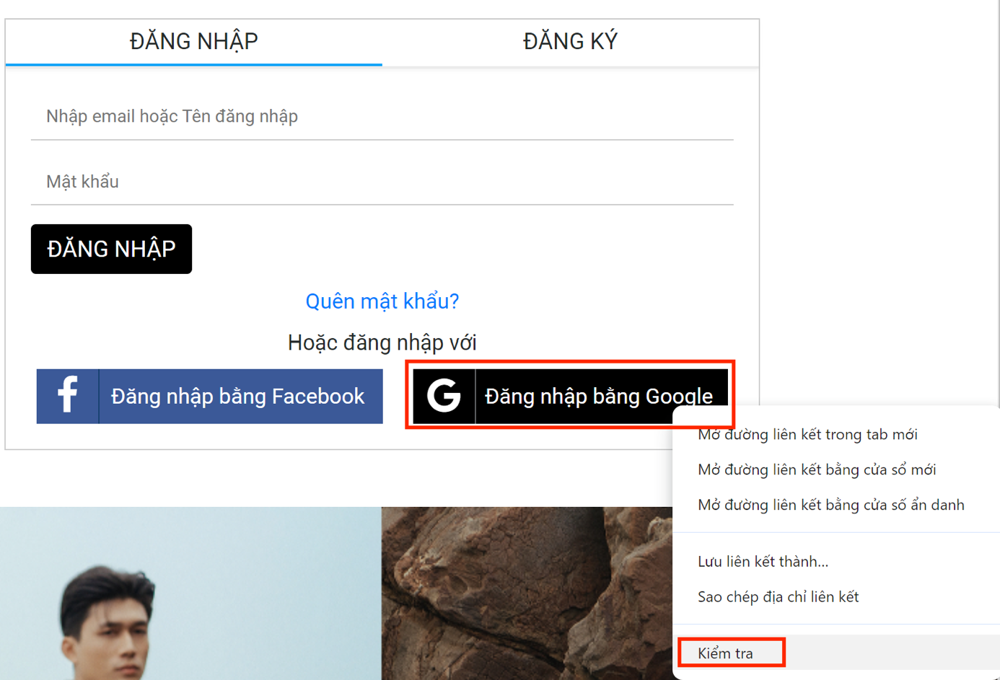 ĐĂNG NHẬP
ĐĂNG KÝ
Nhập email hoặc Tên đăng nhập
Mật khẩu
ĐĂNG NHẬP
Quên mật khẩu?
Hoặc đăng nhập với
f Đăng nhập bằng Facebook
G Đăng nhập bằng Google
Mở đường liên kết trong tab mới
Mở đường liên kết bằng cửa sổ mới
Mở đường liên kết bằng cửa số ẩn danh
Lưu liên kết thành...
Sao chép địa chỉ liên kết
Kiểm tra